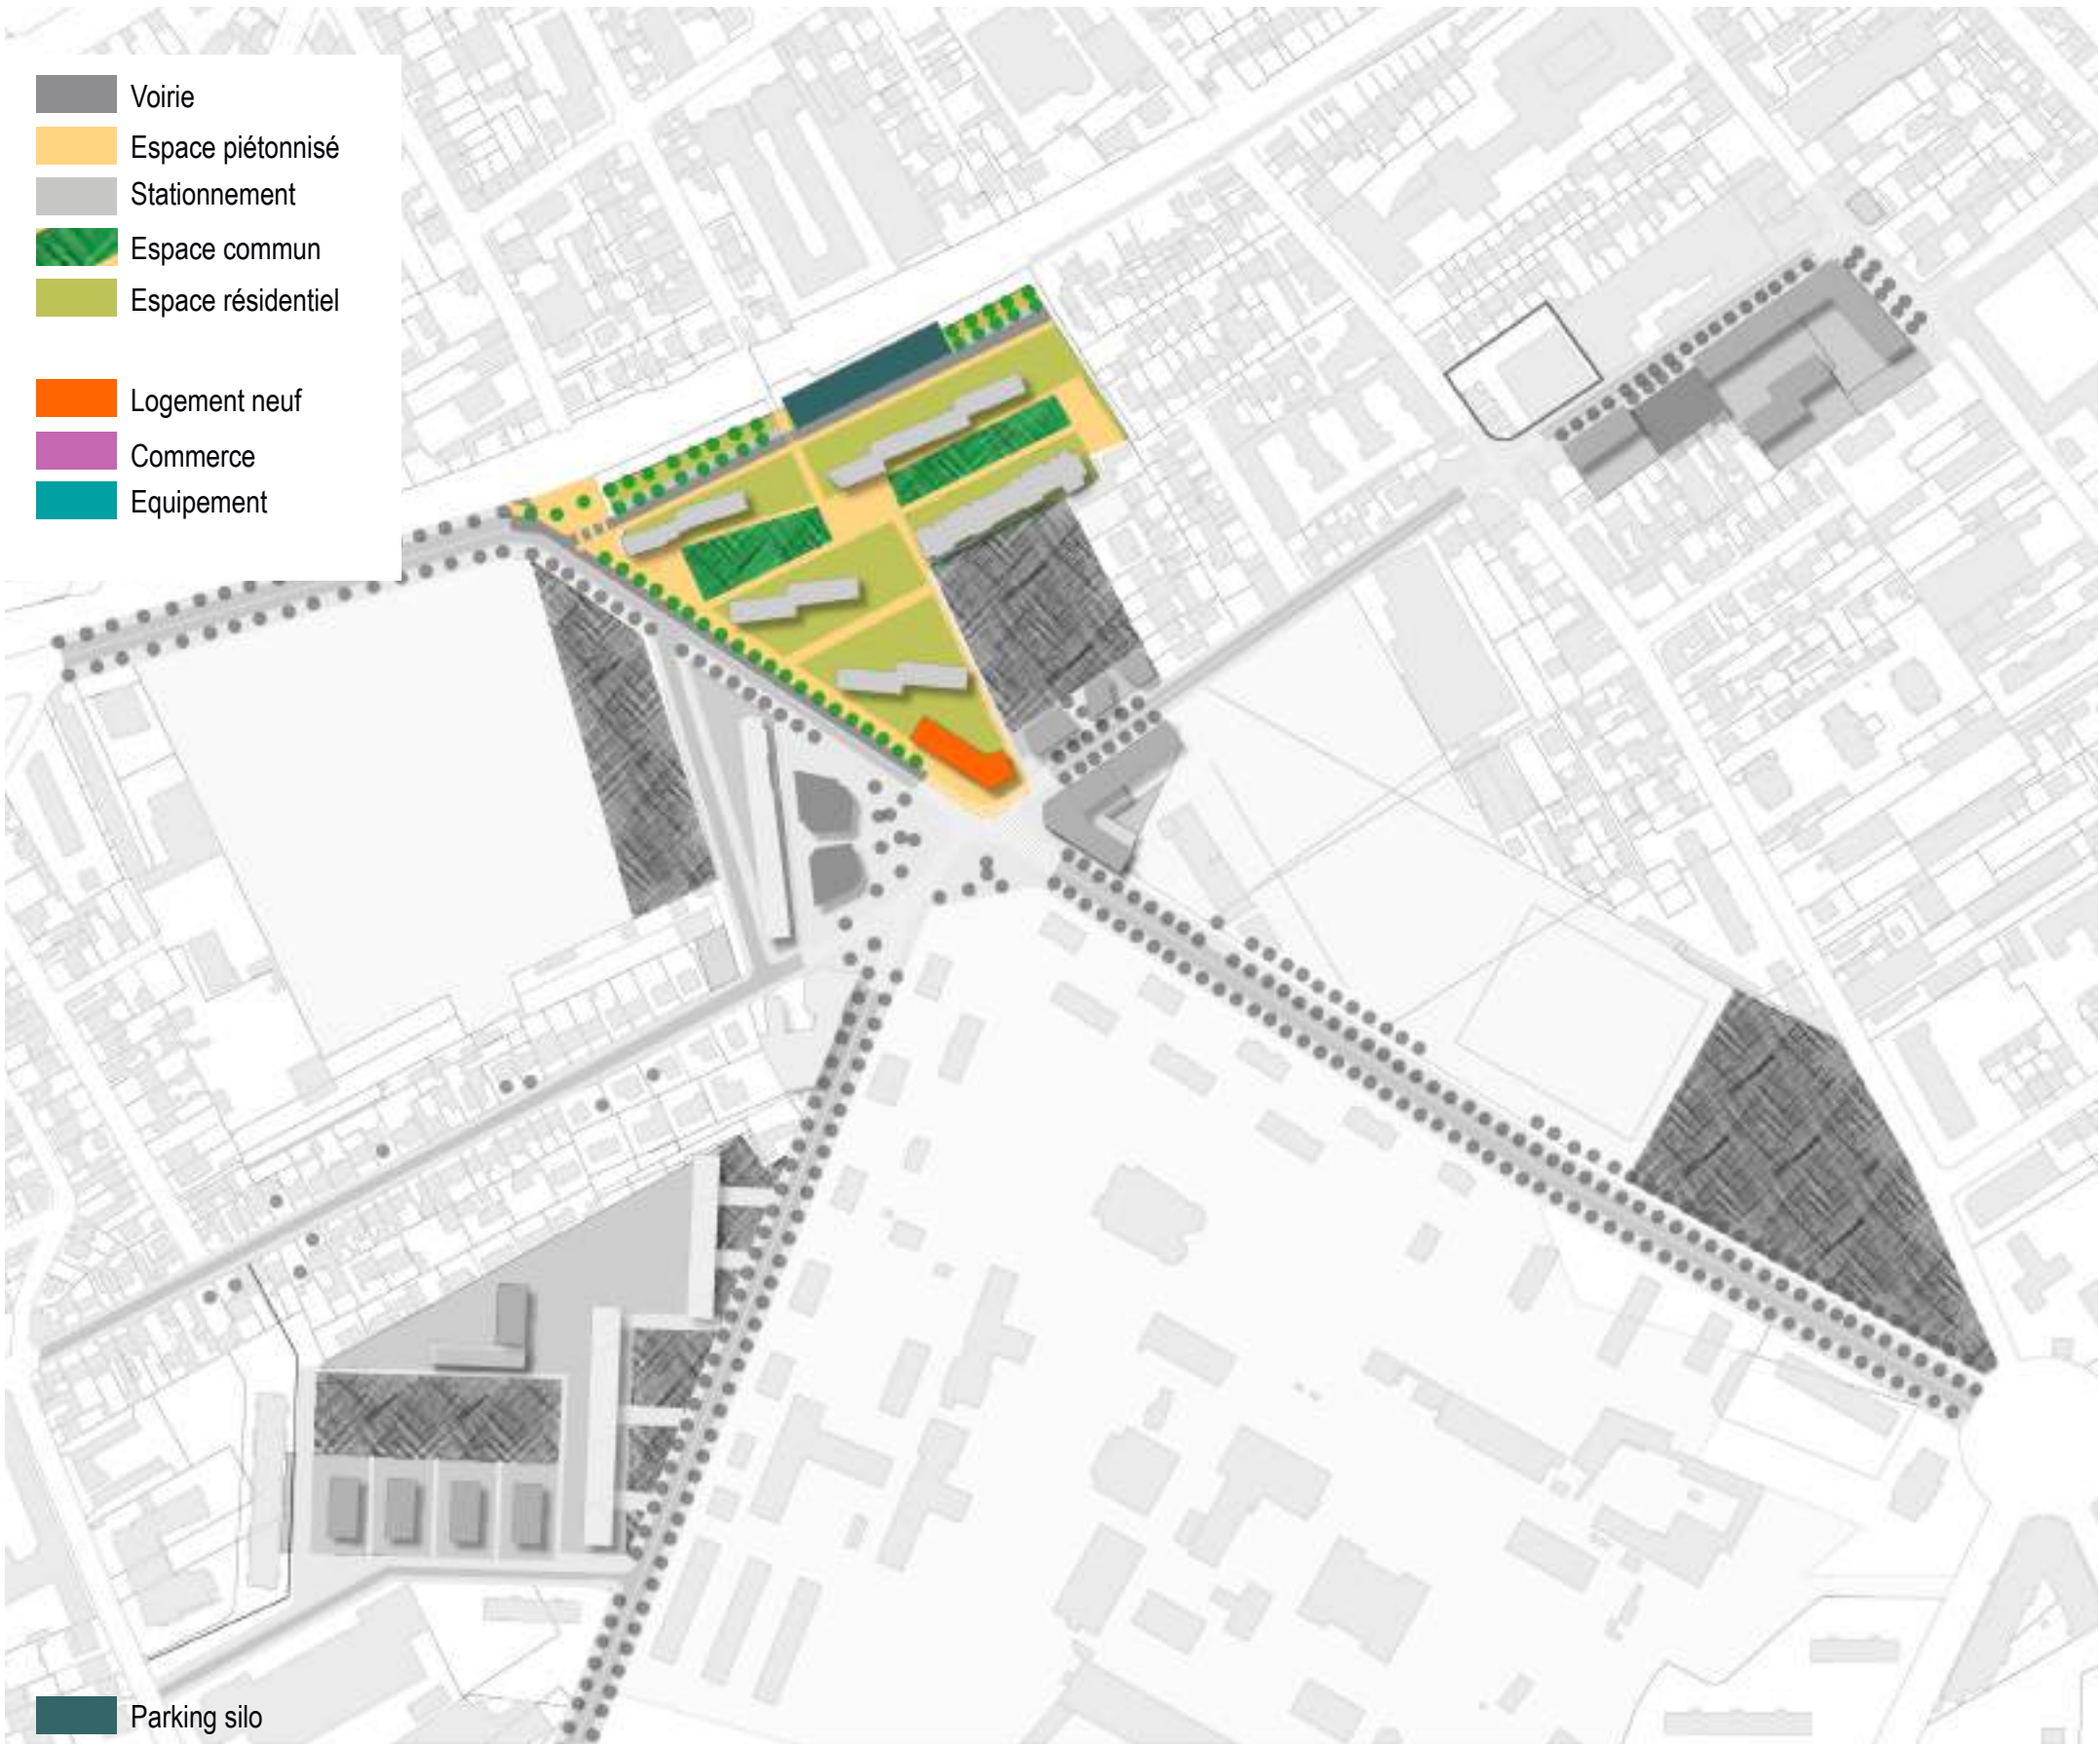 Voirie
Espace piétonnisé
Stationnement
Espace commun
Espace résidentiel
Logement neuf
Commerce
Equipement
Parking silo